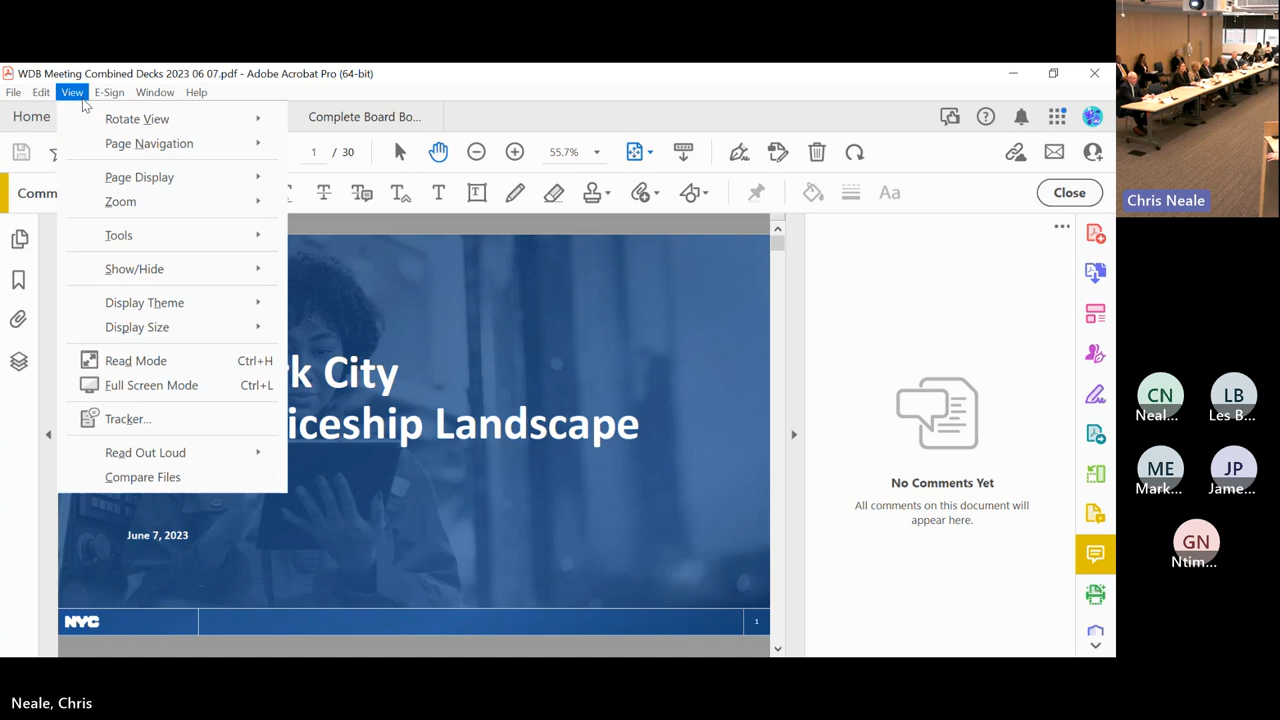 WDB Meeting Combined Decks 2023 06 07.pdf - Adobe Acrobat Pro (64-bit)
File Edit View E-Sign Window Help
Home
Complete Board Bo...
1 / 30
55.7%
Comm
Aa
Close
Rotate View
Page Navigation
Page Display
Zoom
Tools
Show/Hide
Display Theme
Display Size
Read Mode Ctrl+H
Full Screen Mode Ctrl+L
Tracker...
Read Out Loud
Compare Files
rk City
iceship Landscape
June 7, 2023
NYC
1
No Comments Yet
All comments on this document will
appear here.
Chris Neale
CN
Neal...
LB
Les B...
ME
Mark...
JP
Jame...
GN
Ntim...
Neale, Chris